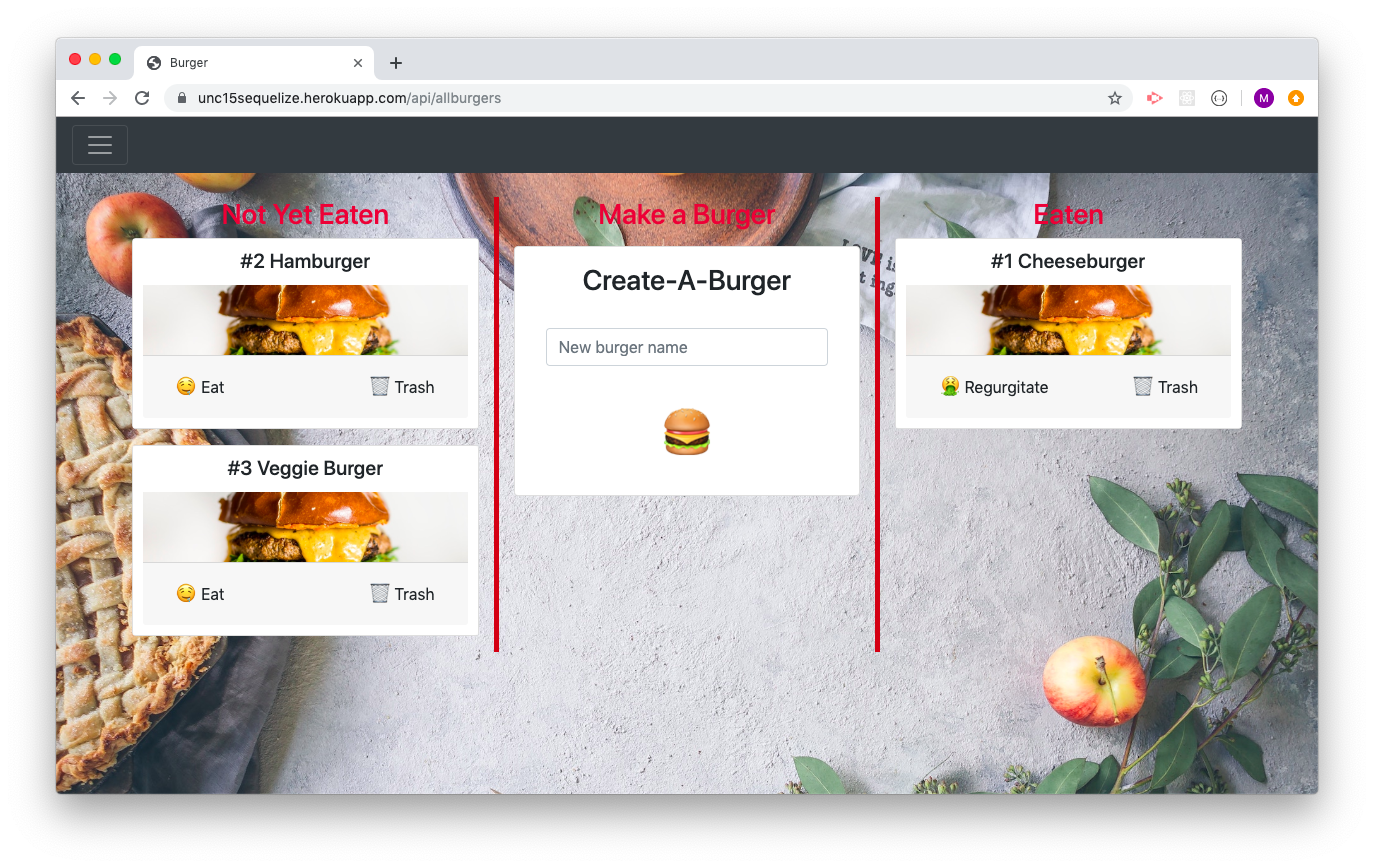 Burger
unc15sequelize.herokuapp.com/api/allburgers
M
Not Yet Eaten
#2 Hamburger
Eat
Trash
#3 Veggie Burger
Eat
Trash
Make a Burger
Create-A-Burger
New burger name
Eaten
#1 Cheeseburger
Regurgitate
Trash